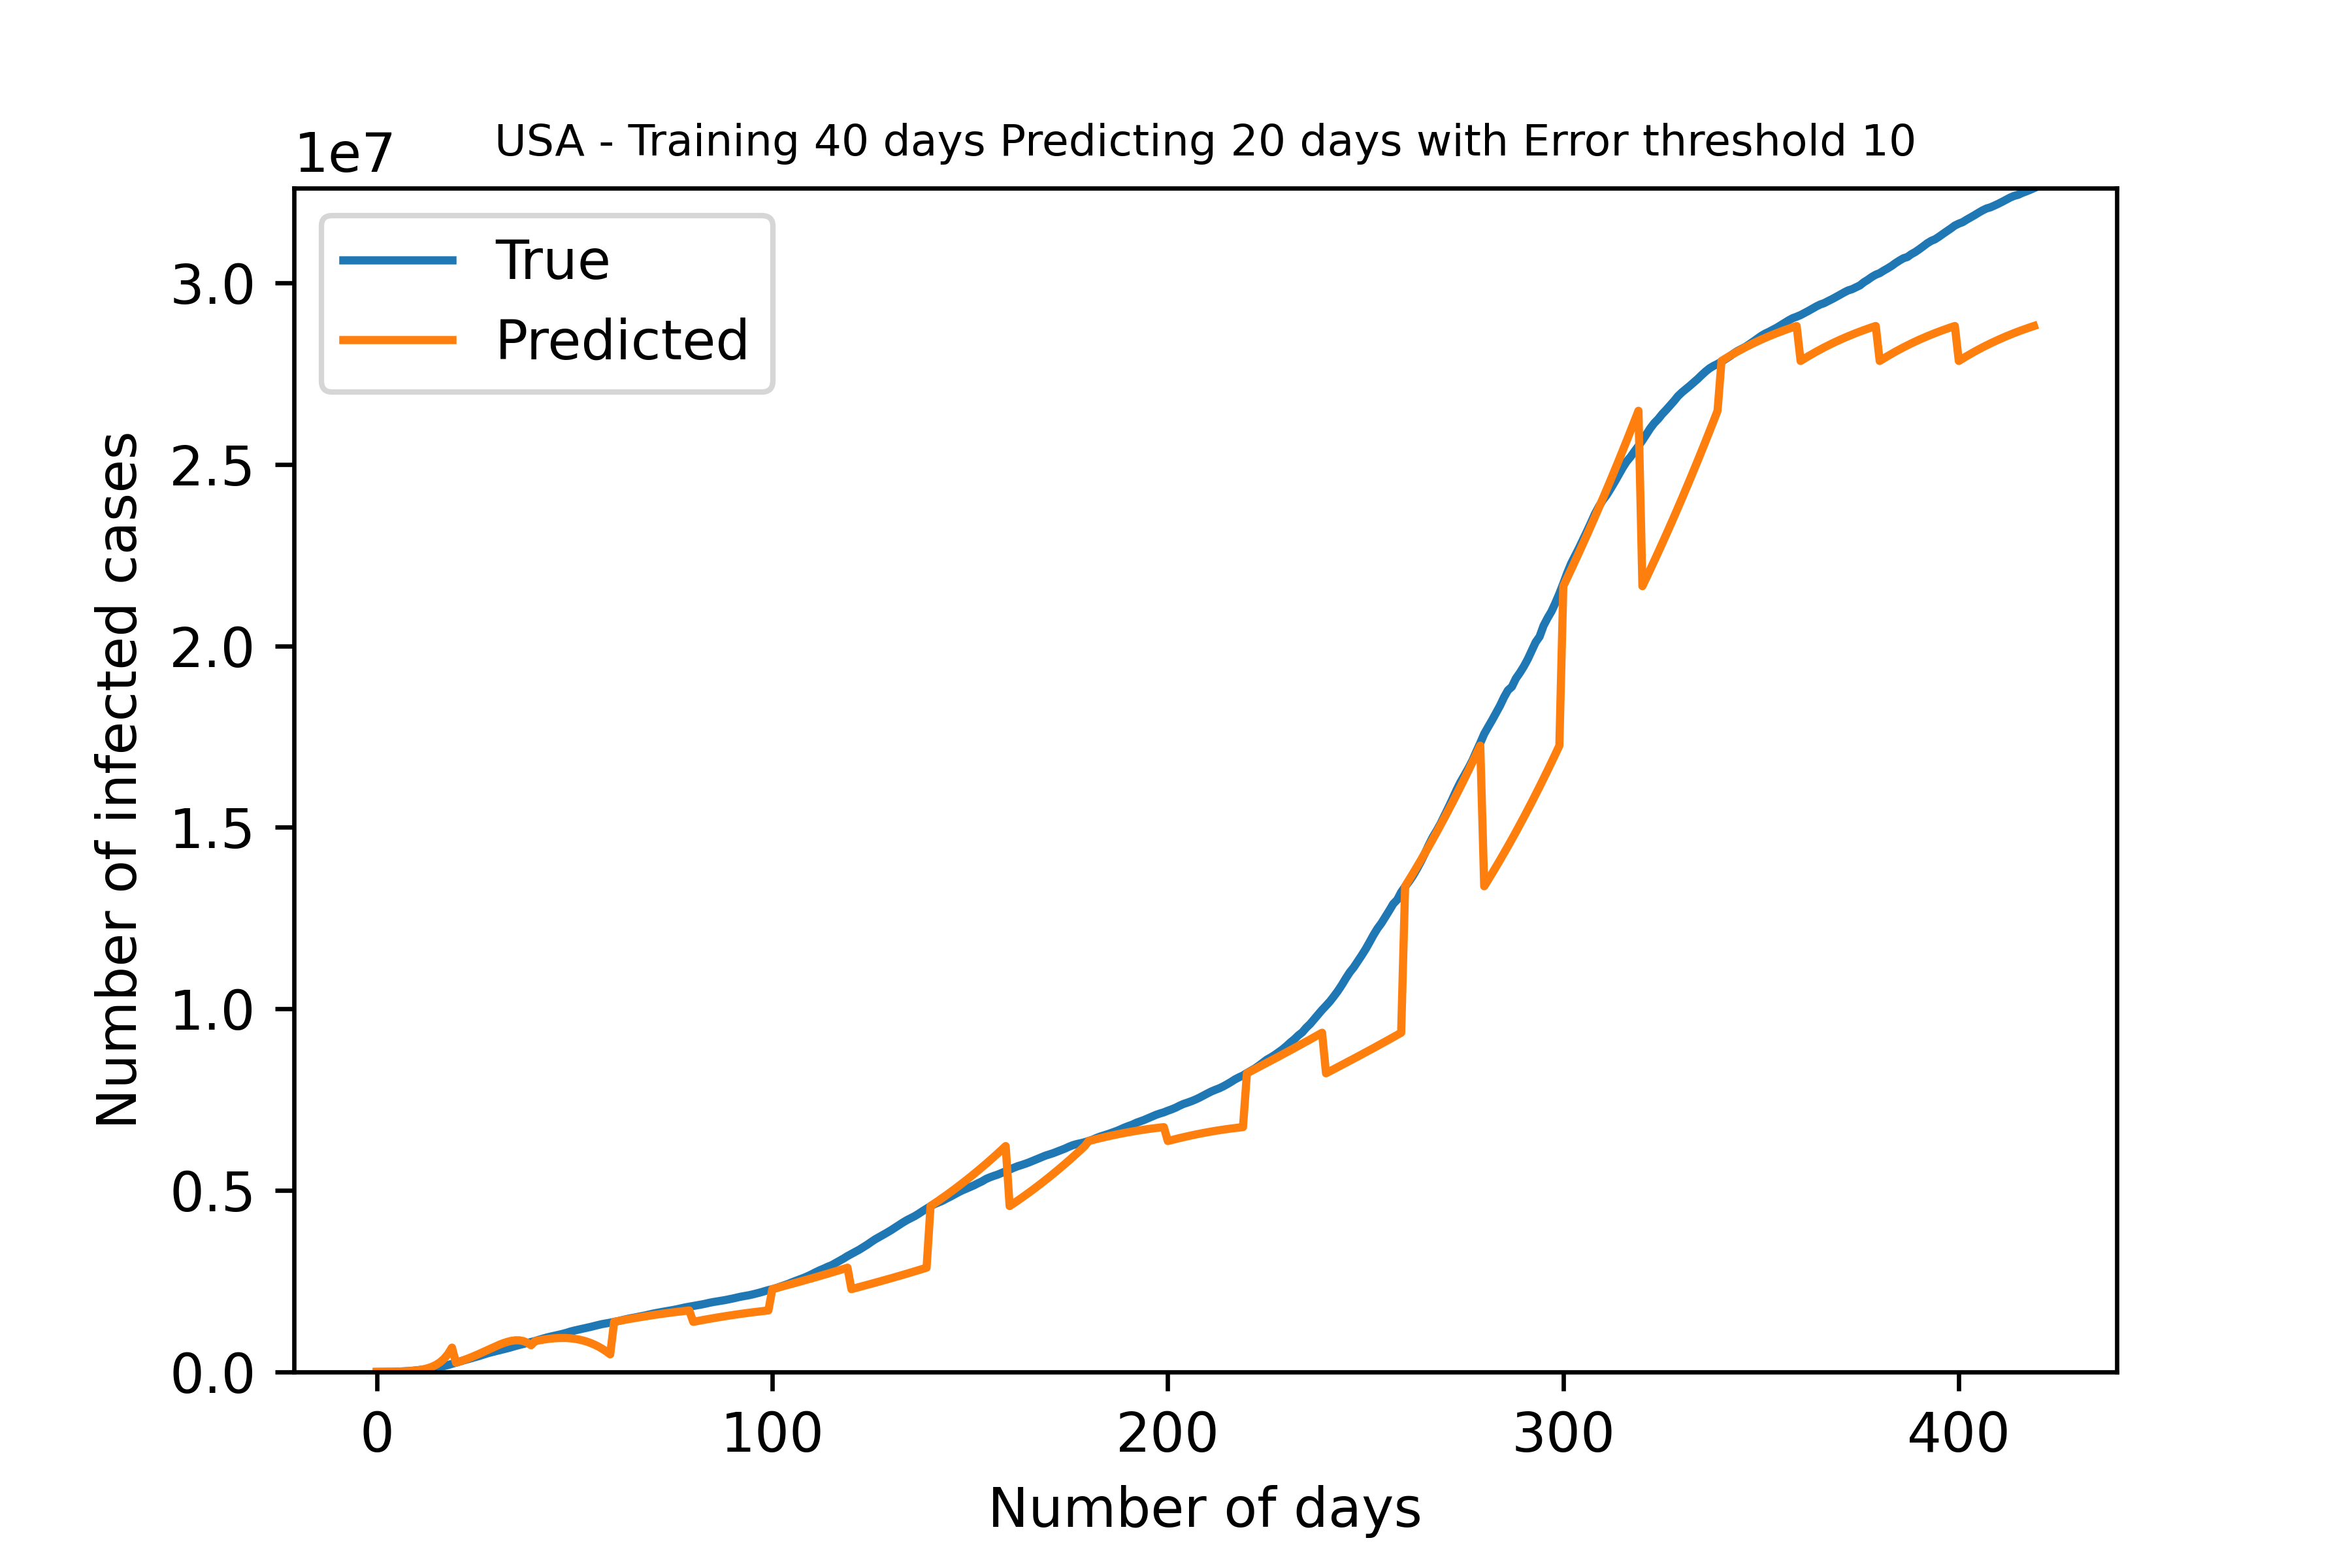 USA - Training 40 days Predicting 20 days with Error threshold 10
1e7
True
Predicted
3.0
2.5
2.0
1.5
1.0
0.5
0.0
Number of infected cases
0 100 200 300 400
Number of days